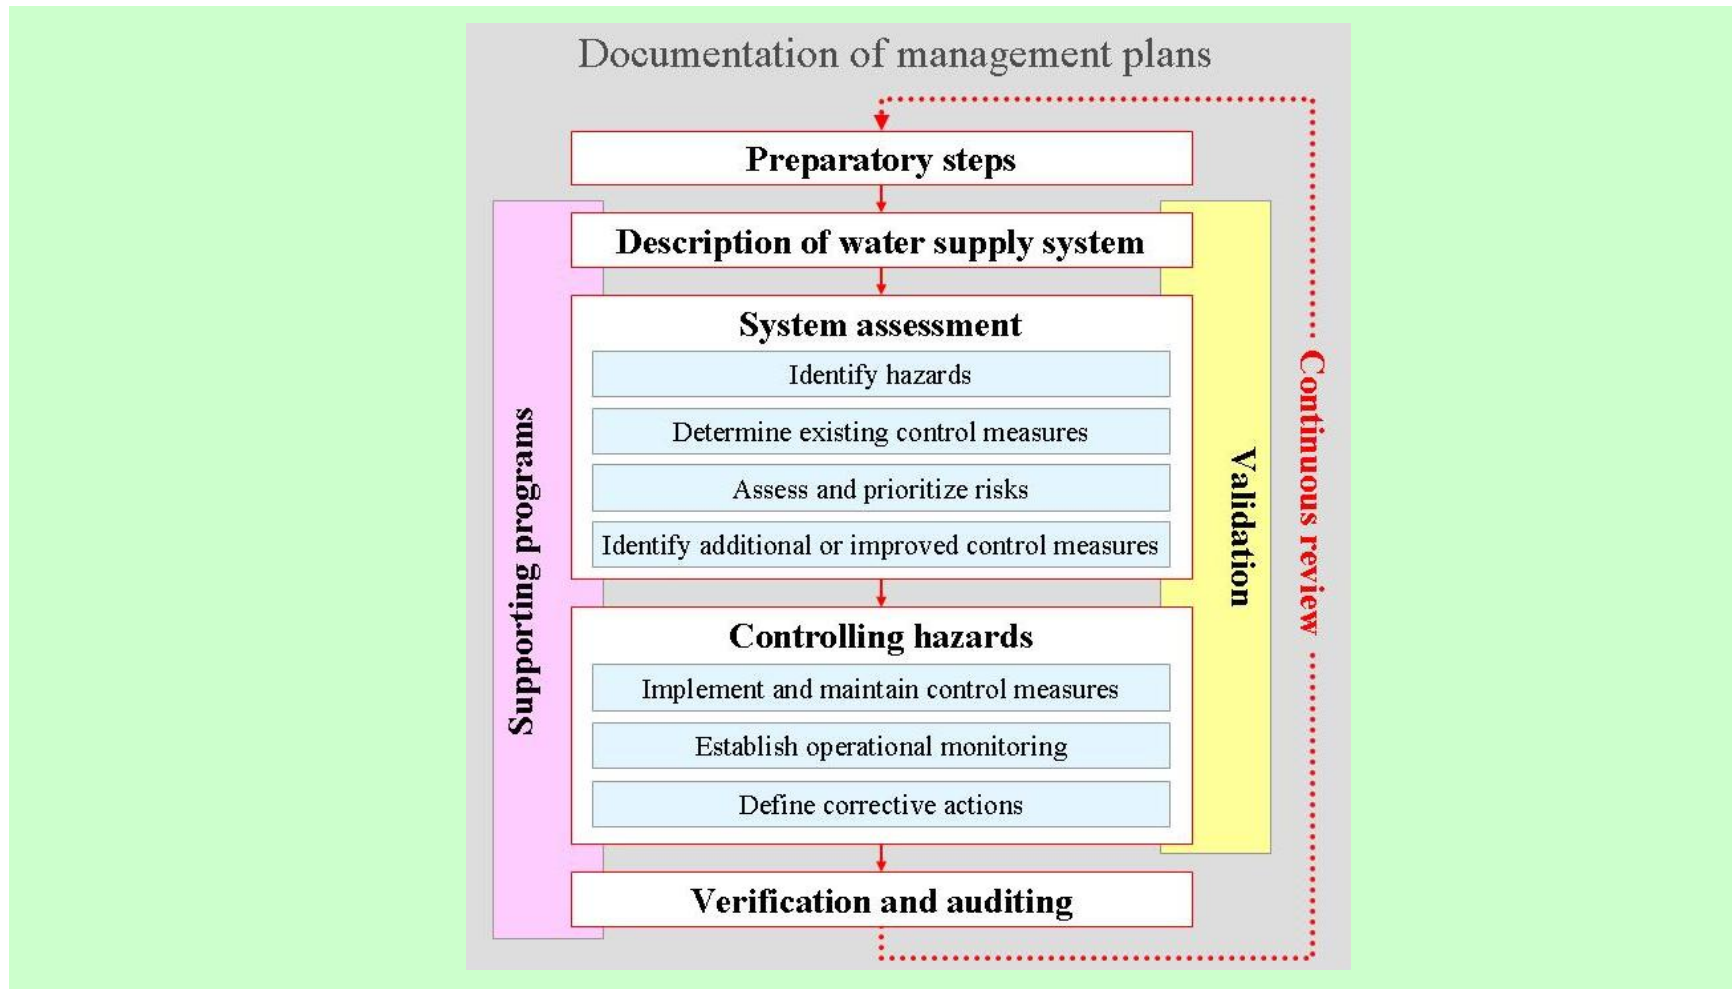 Documentation of management plans
Preparatory steps
Description of water supply system
System assessment
Identify hazards
Determine existing control measures
Assess and prioritize risks
Identify additional or improved control measures
Controlling hazards
Implement and maintain control measures
Establish operational monitoring
Define corrective actions
Verification and auditing
Supporting programs
Validation
Continuous review